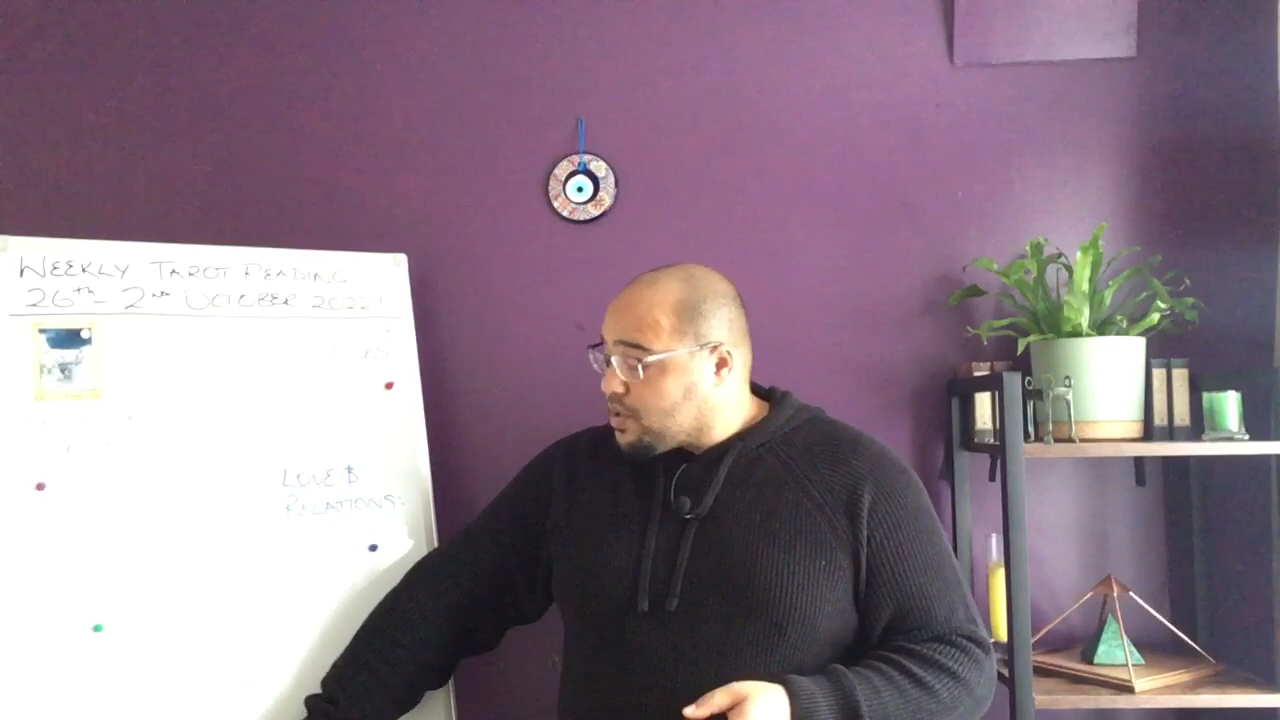 WEEKLY TAROT READING
26th - 2nd OCTOBER 2022!
LOVE &
RELATIONS: